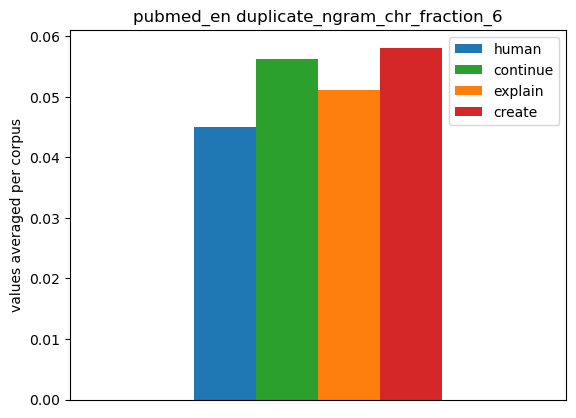 pubmed_en duplicate_ngram_chr_fraction_6
values averaged per corpus
0.06
0.05
0.04
0.03
0.02
0.01
0.00
human
continue
explain
create